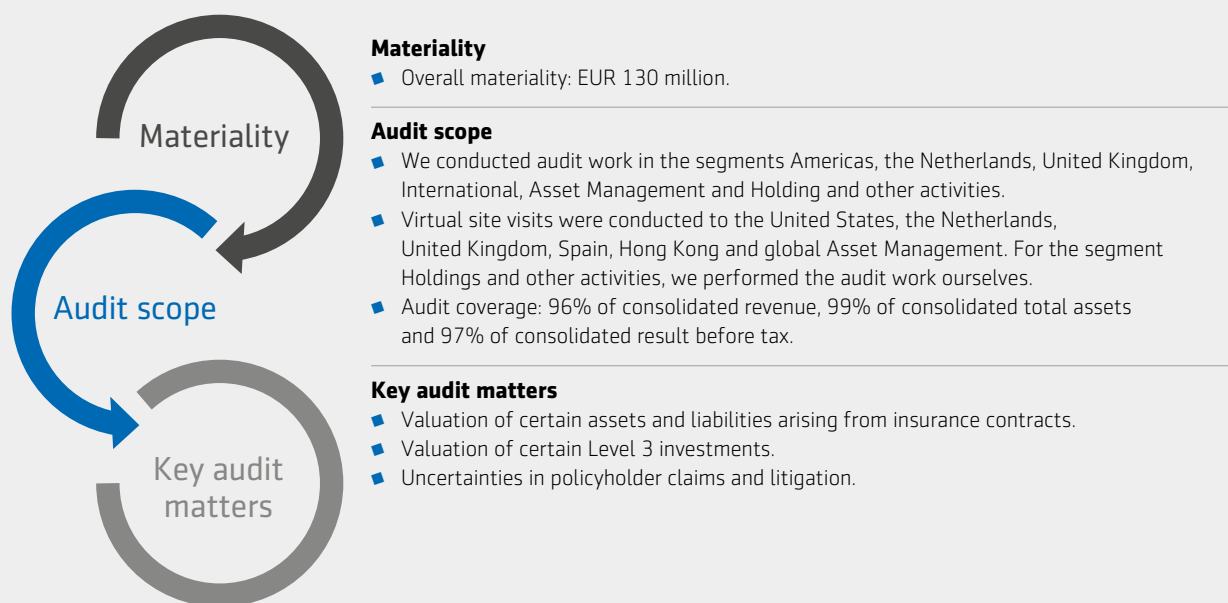 Materiality
Audit scope
Key audit
matters
Materiality
Overall materiality: EUR 130 million.
Audit scope
We conducted audit work in the segments Americas, the Netherlands, United Kingdom,
International, Asset Management and Holding and other activities.
Virtual site visits were conducted to the United States, the Netherlands,
United Kingdom, Spain, Hong Kong and global Asset Management. For the segment
Holdings and other activities, we performed the audit work ourselves.
Audit coverage: 96% of consolidated revenue, 99% of consolidated total assets
and 97% of consolidated result before tax.
Key audit matters
Valuation of certain assets and liabilities arising from insurance contracts.
Valuation of certain Level 3 investments.
Uncertainties in policyholder claims and litigation.